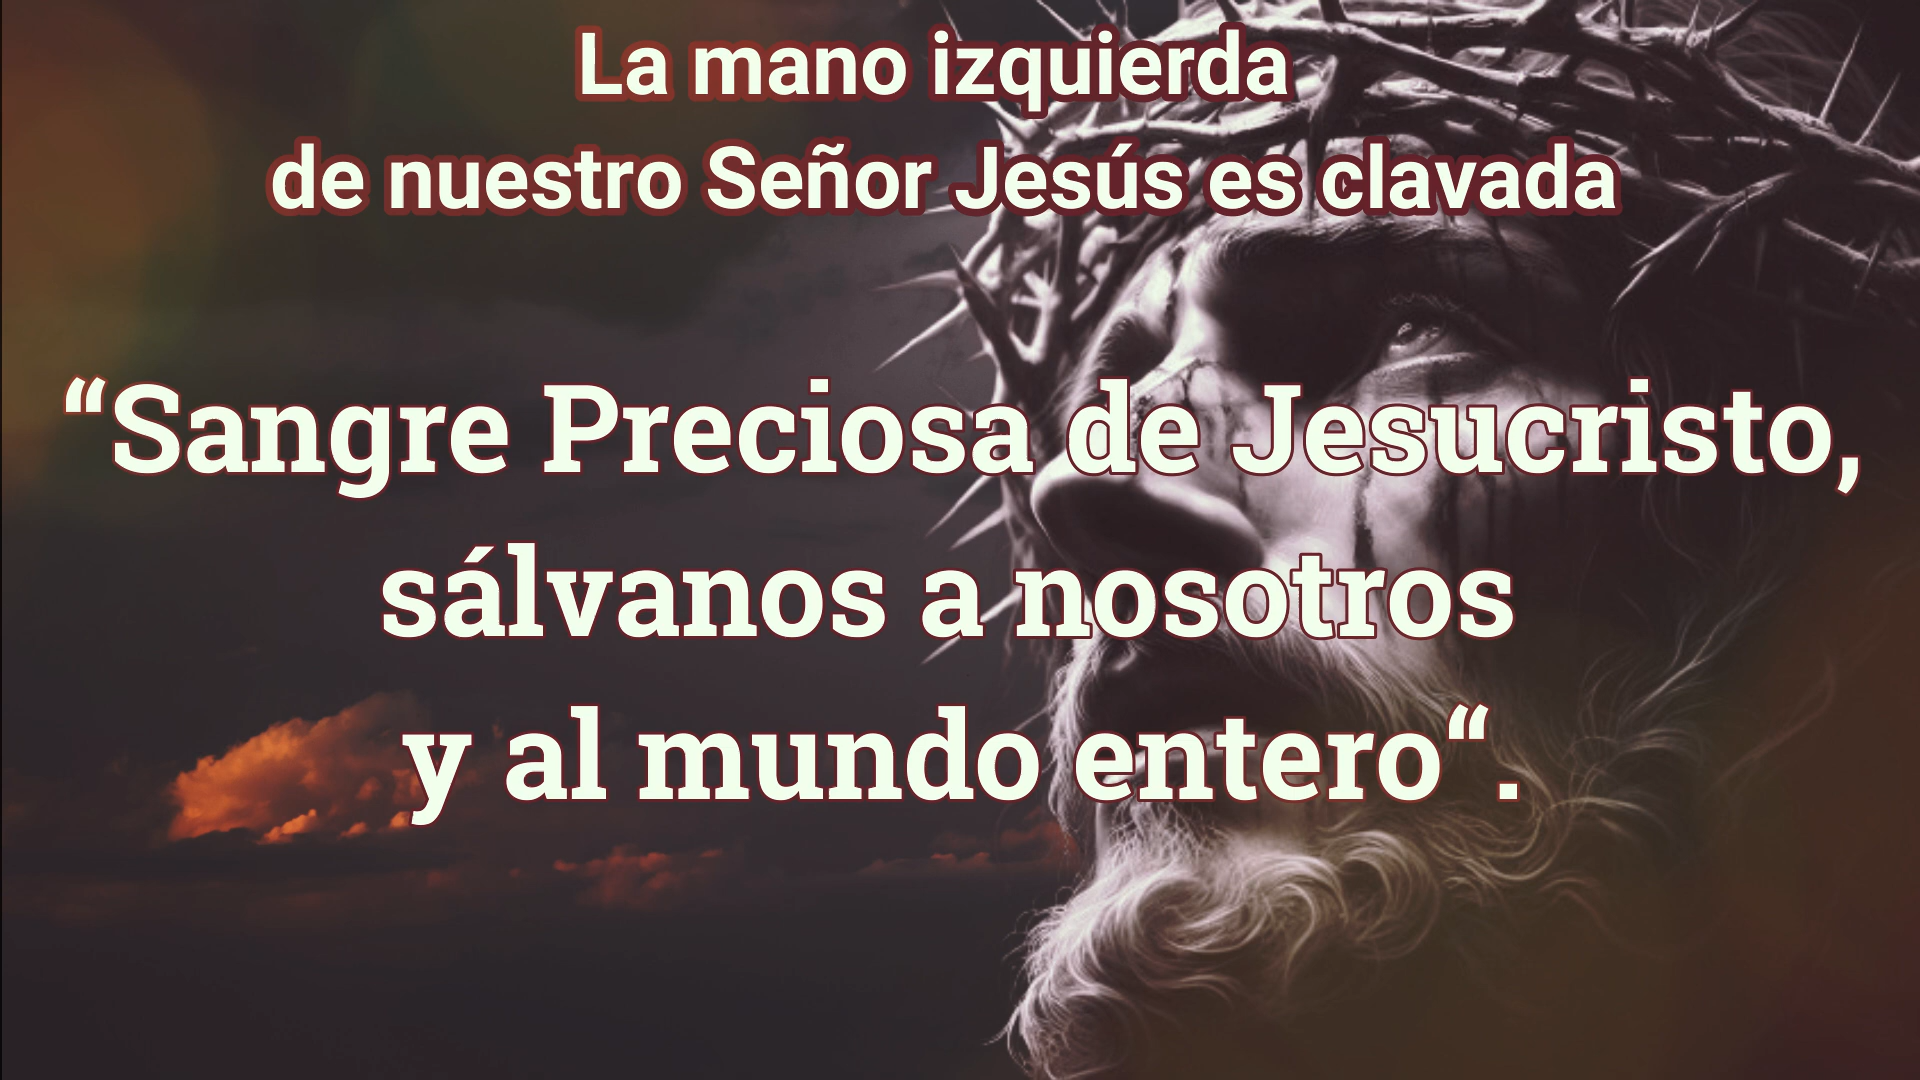 La mano izquierda
de nuestro Señor Jesús es clavada
“Sangre Preciosa de Jesucristo,
sálvanos a nosotros
y al mundo entero“.